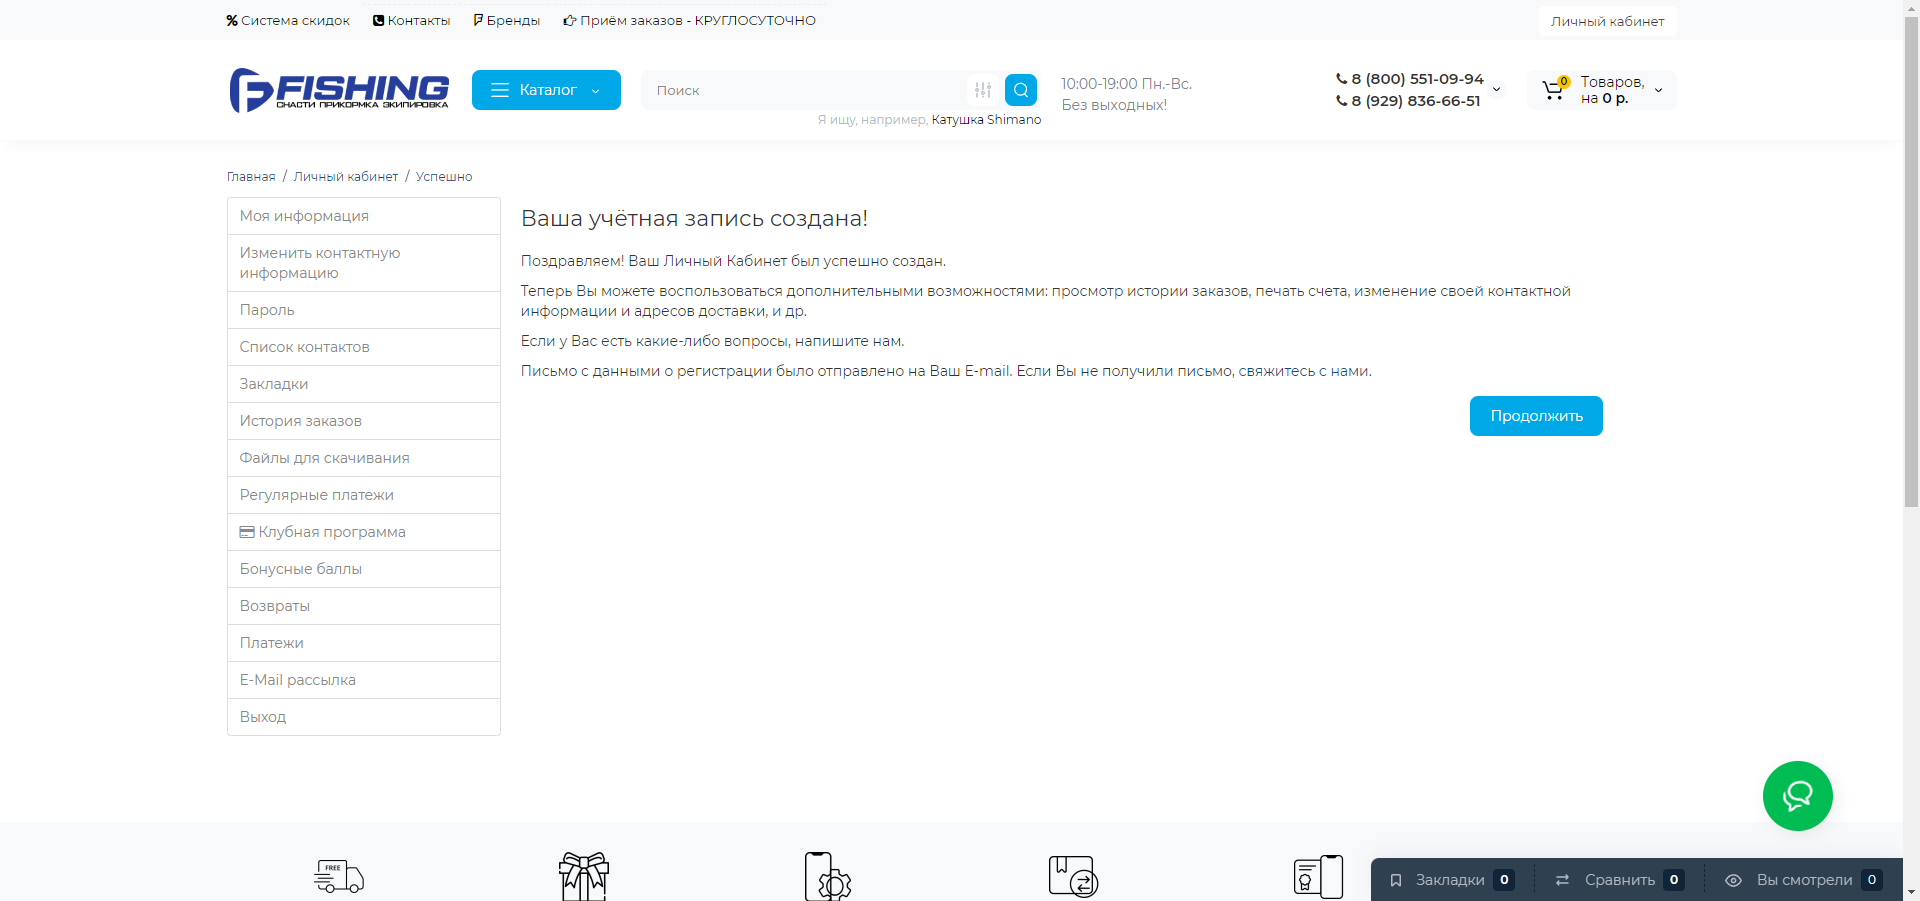 Система скидок
Контакты
Бренды
Приём заказов - КРУГЛОСУТОЧНО
Личный кабинет
FISHING
СНАСТИ ПРИКОРМКА ЭКИПИРОВКА
Каталог
Поиск
Я ищу, например, Катушка Shimano
10:00-19:00 Пн.-Вс.
Без выходных!
8 (800) 551-09-94
8 (929) 836-66-51
0
Товаров,
на 0 р.
Главная / Личный кабинет / Успешно
Моя информация
Изменить контактную
информацию
Пароль
Список контактов
Закладки
История заказов
Файлы для скачивания
Регулярные платежи
Клубная программа
Бонусные баллы
Возвраты
Платежи
E-Mail рассылка
Выход
Ваша учётная запись создана!
Поздравляем! Ваш Личный Кабинет был успешно создан.
Теперь Вы можете воспользоваться дополнительными возможностями: просмотр истории заказов, печать счета, изменение своей контактной
информации и адресов доставки, и др.
Если у Вас есть какие-либо вопросы, напишите нам.
Письмо с данными о регистрации было отправлено на Ваш E-mail. Если Вы не получили письмо, свяжитесь с нами.
Продолжить
FREE
Закладки 0
Сравнить 0
Вы смотрели 0